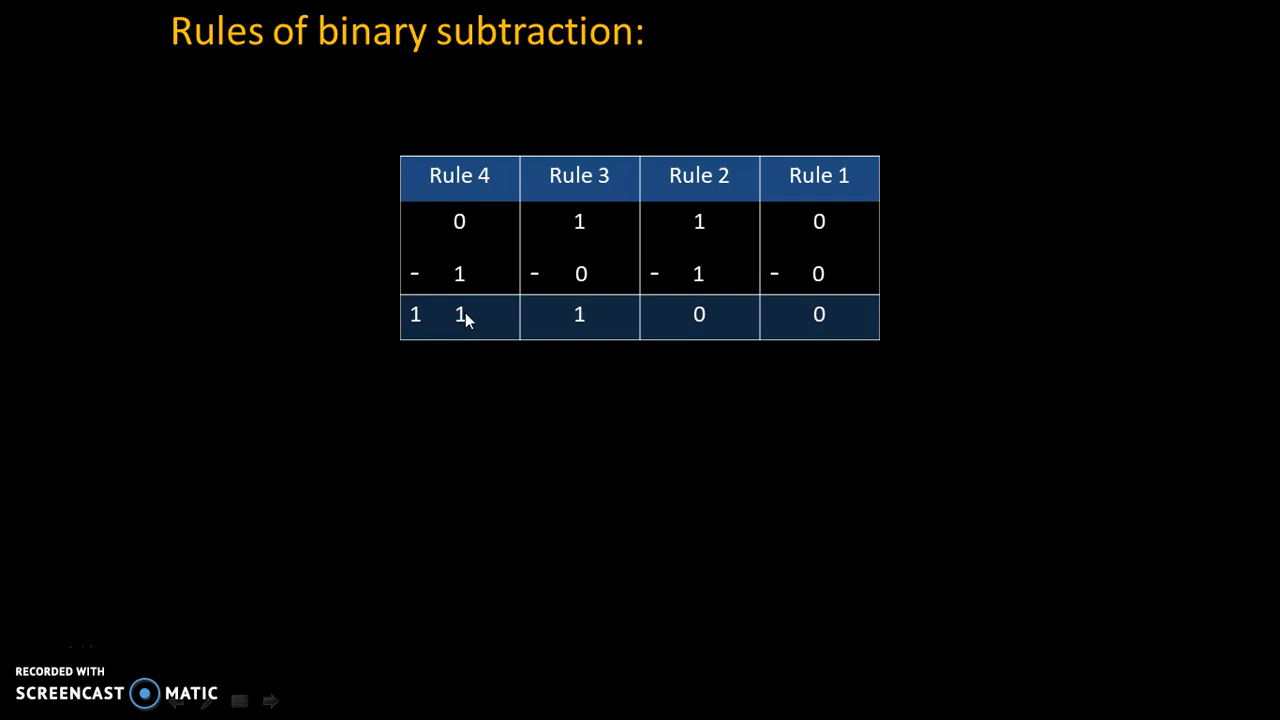 Rules of binary subtraction:
Rule 4 Rule 3 Rule 2 Rule 1
0 1 1 0
- 1 - 0 - 1 - 0
1 1 1 0 0
RECORDED WITH
SCREENCAST MATIC